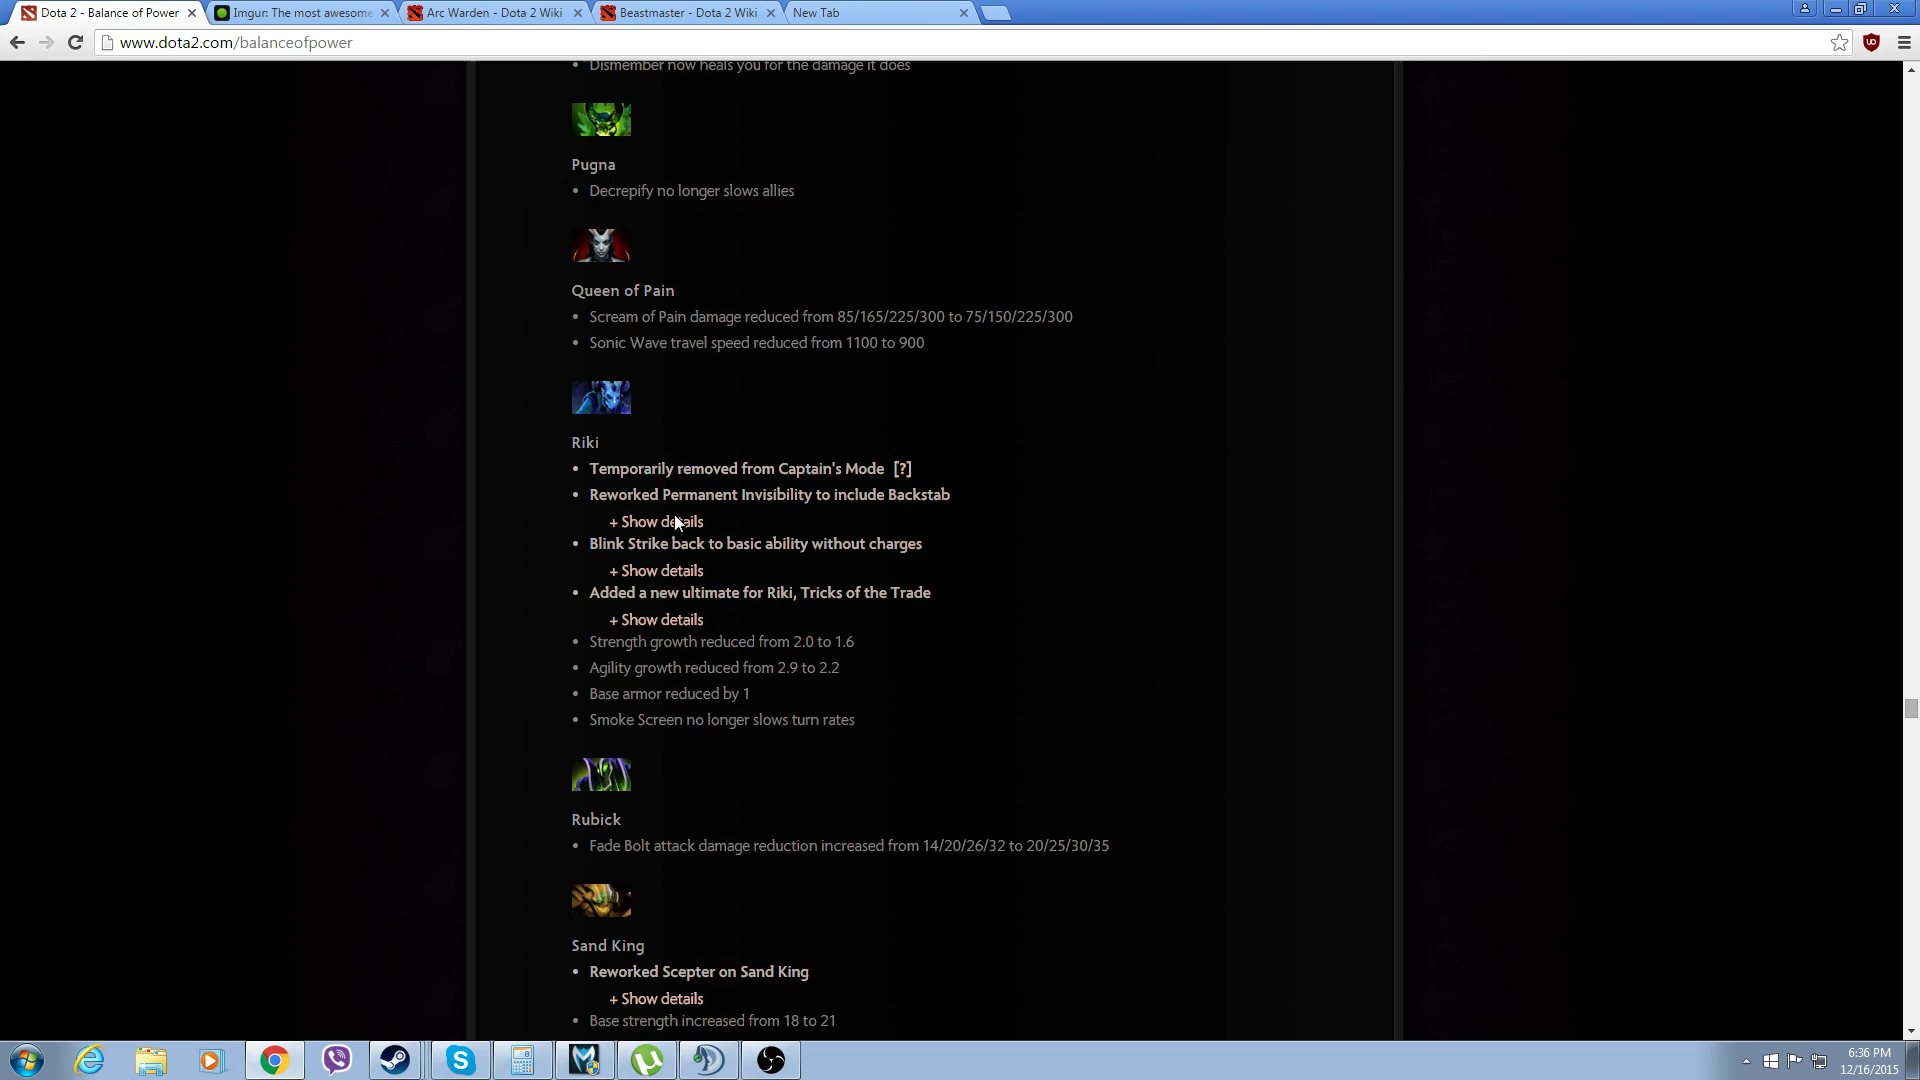 Dota 2 - Balance of Power
Imgur: The most awesome
Arc Warden - Dota 2 Wiki
Beastmaster - Dota 2 Wiki
New Tab
www.dota2.com/balanceofpower
• Dismember now heals you for the damage it does
Pugna
• Decrepify no longer slows allies
Queen of Pain
• Scream of Pain damage reduced from 85/165/225/300 to 75/150/225/300
• Sonic Wave travel speed reduced from 1100 to 900
Riki
• Temporarily removed from Captain's Mode [?]
• Reworked Permanent Invisibility to include Backstab
+ Show details
• Blink Strike back to basic ability without charges
+ Show details
• Added a new ultimate for Riki, Tricks of the Trade
+ Show details
• Strength growth reduced from 2.0 to 1.6
• Agility growth reduced from 2.9 to 2.2
• Base armor reduced by 1
• Smoke Screen no longer slows turn rates
Rubick
• Fade Bolt attack damage reduction increased from 14/20/26/32 to 20/25/30/35
Sand King
• Reworked Scepter on Sand King
+ Show details
• Base strength increased from 18 to 21
6:36 PM
12/16/2015